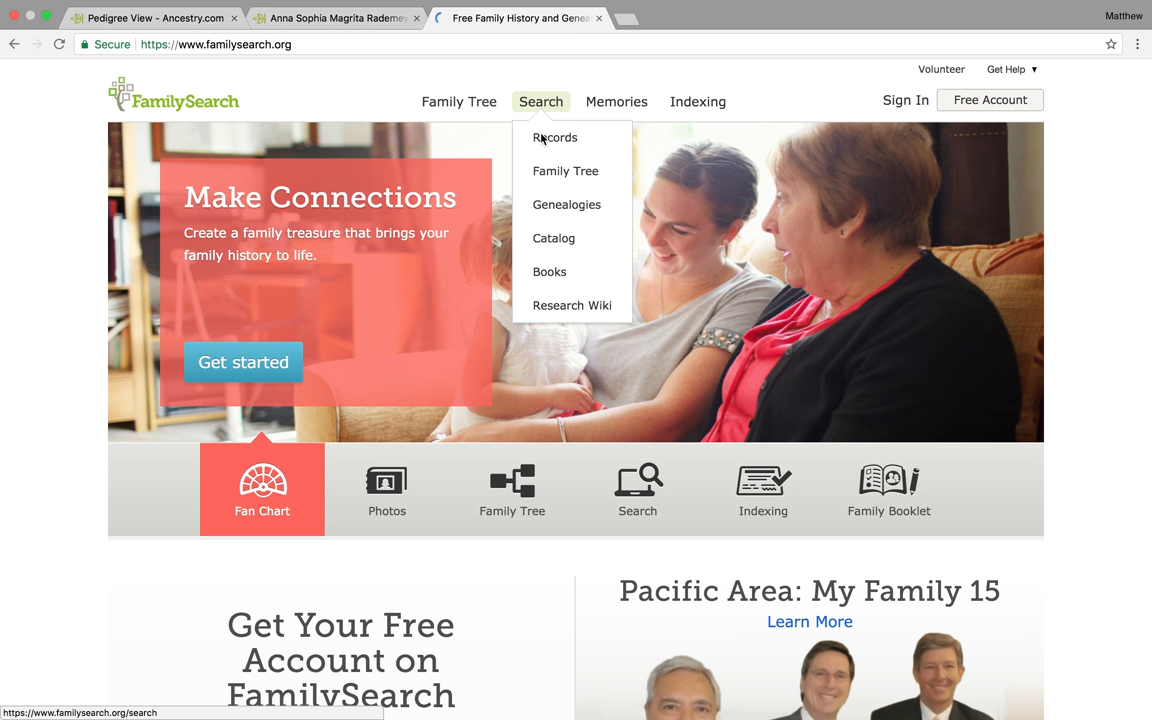 Pedigree View - Ancestry.com
Anna Sophia Magrita Rademey
Free Family History and Genea
Matthew
Secure
https://www.familysearch.org
Volunteer
Get Help ▼
FamilySearch
Family Tree
Search
Memories
Indexing
Sign In
Free Account
Records
Family Tree
Genealogies
Catalog
Books
Research Wiki
Make Connections
Create a family treasure that brings your
family history to life.
Get started
Fan Chart
Photos
Family Tree
Search
Indexing
Family Booklet
Get Your Free
Account on
FamilySearch
Pacific Area: My Family 15
Learn More
https://www.familysearch.org/search